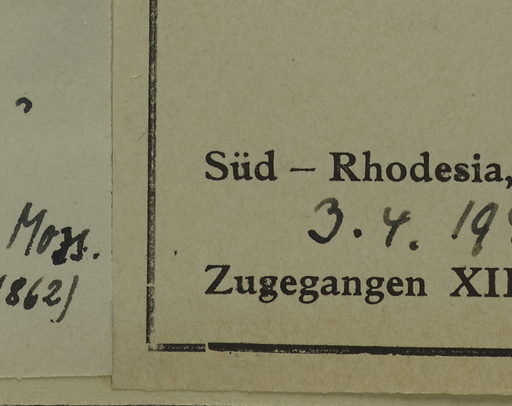 Mozs.
1862)
Süd – Rhodesia,
3. 4. 19
Zugegangen XII